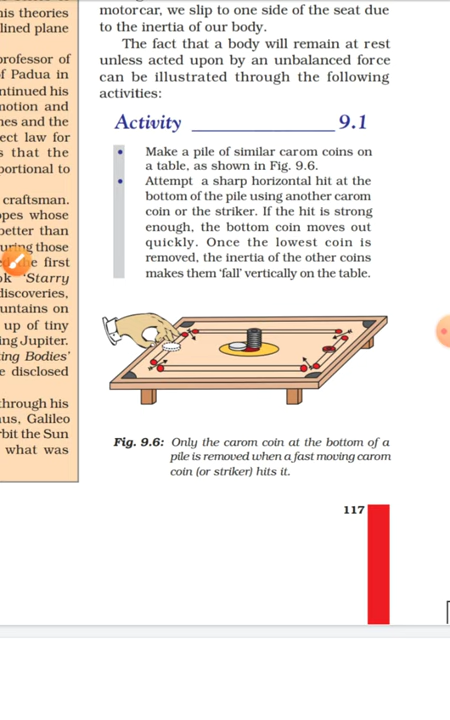 his theories
lined plane
professor of
of Padua in
ntinued his
motion and
nes and the
ect law for
s that the
portional to
craftsman.
opes whose
better than
uring those
first
ok 'Starry
discoveries,
untains on
up of tiny
ing Jupiter.
ing Bodies'
e disclosed
through his
us, Galileo
rbit the Sun
what was
motorcar, we slip to one side of the seat due
to the inertia of our body.
The fact that a body will remain at rest
unless acted upon by an unbalanced force
can be illustrated through the following
activities:
Activity ______________ 9.1
• Make a pile of similar carom coins on
a table, as shown in Fig. 9.6.
• Attempt a sharp horizontal hit at the
bottom of the pile using another carom
coin or the striker. If the hit is strong
enough, the bottom coin moves out
quickly. Once the lowest coin is
removed, the inertia of the other coins
makes them 'fall' vertically on the table.
Fig. 9.6: Only the carom coin at the bottom of a
pile is removed when a fast moving carom
coin (or striker) hits it.
117